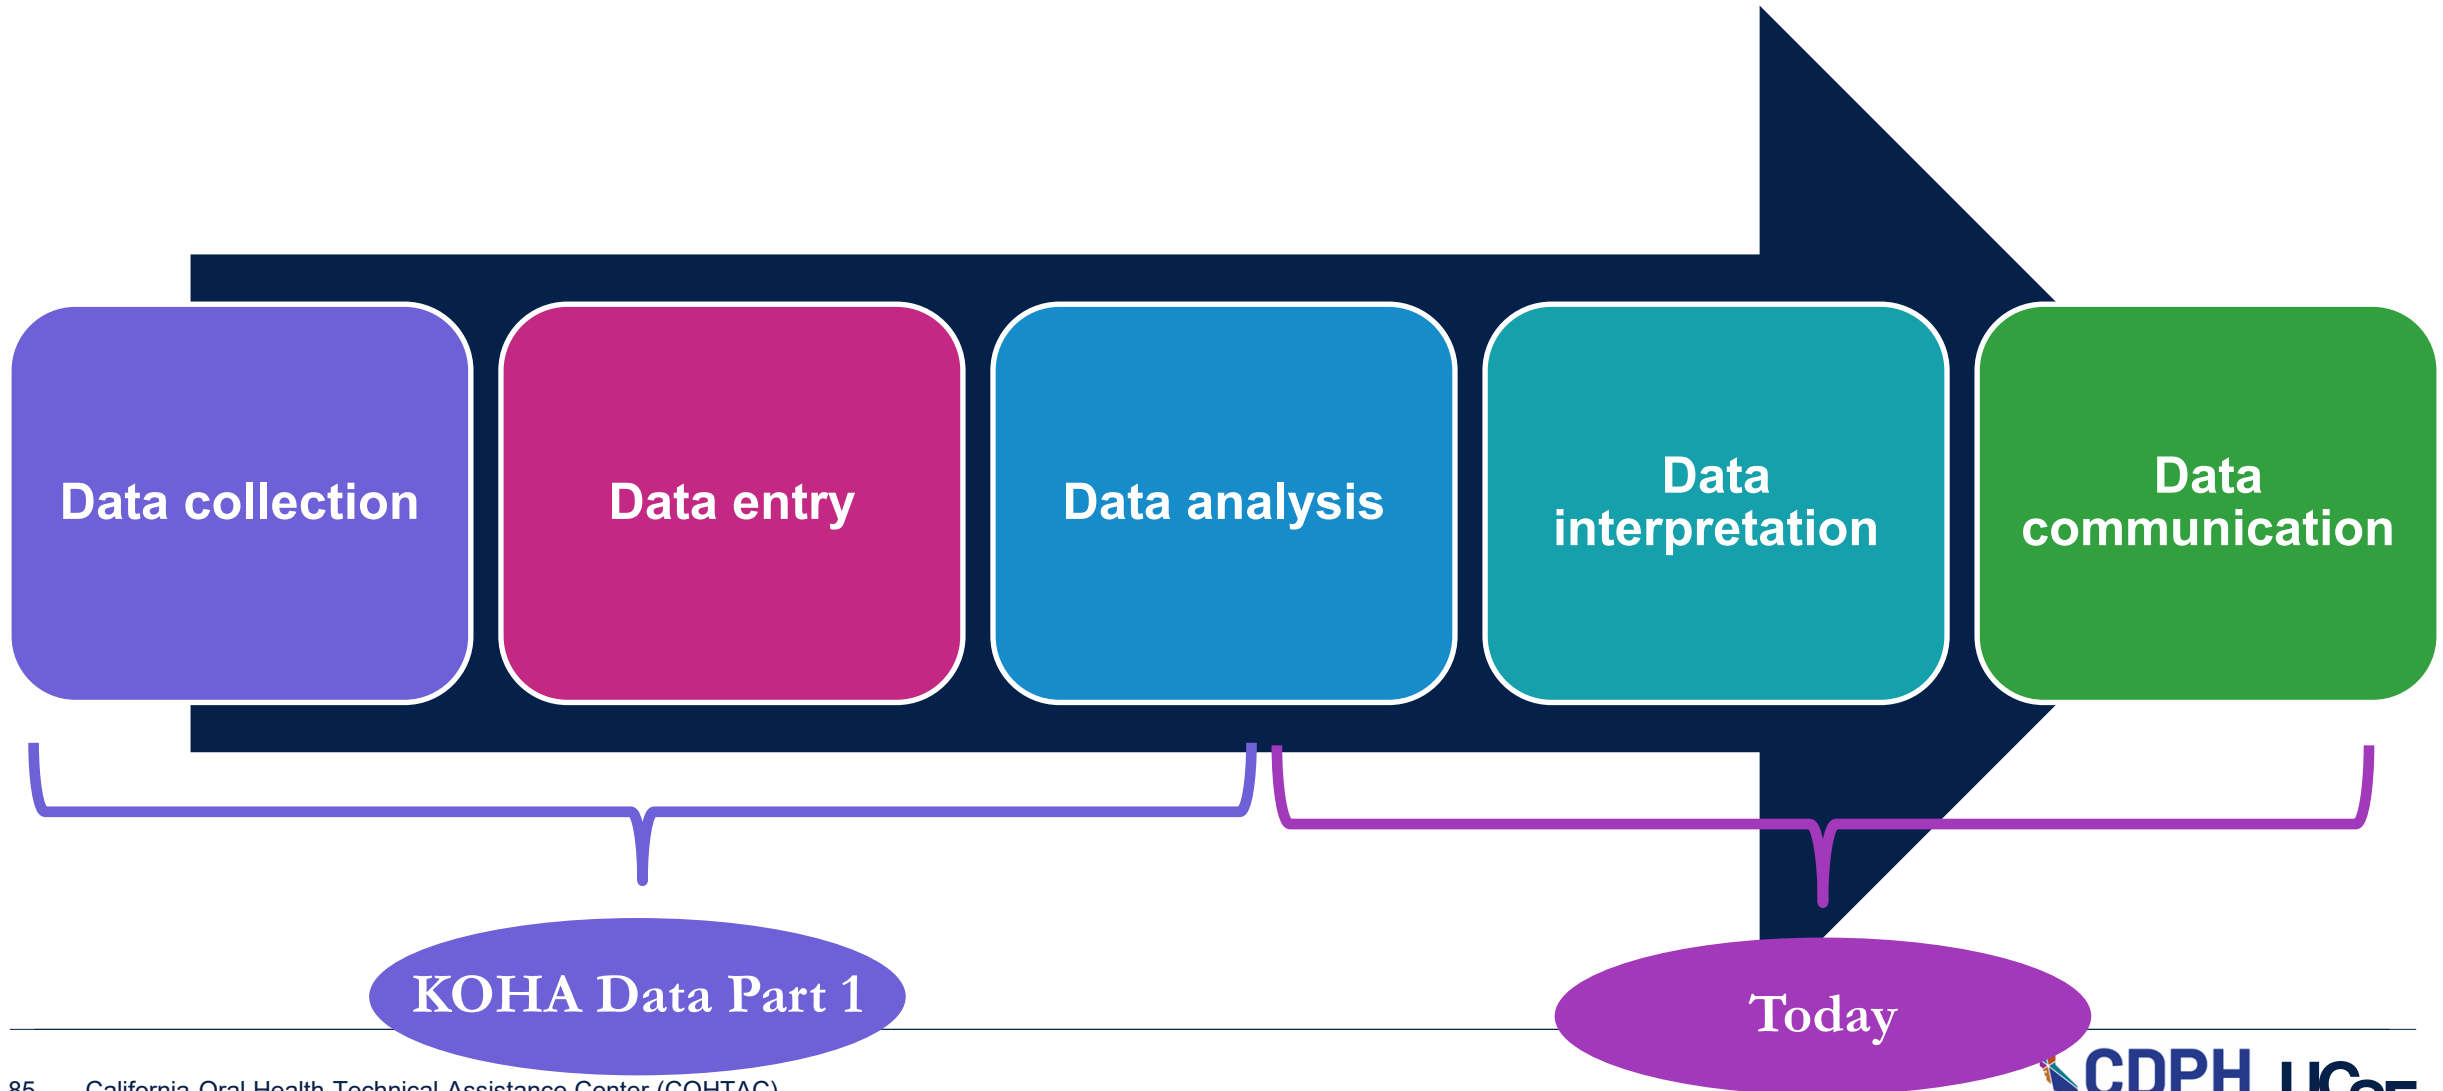 Data collection
Data entry
Data analysis
Data
interpretation
Data
communication
KOHA Data Part 1
Today
85 California Oral Health Technical Assistance Center (COHTAC)
CDPH
UCSF